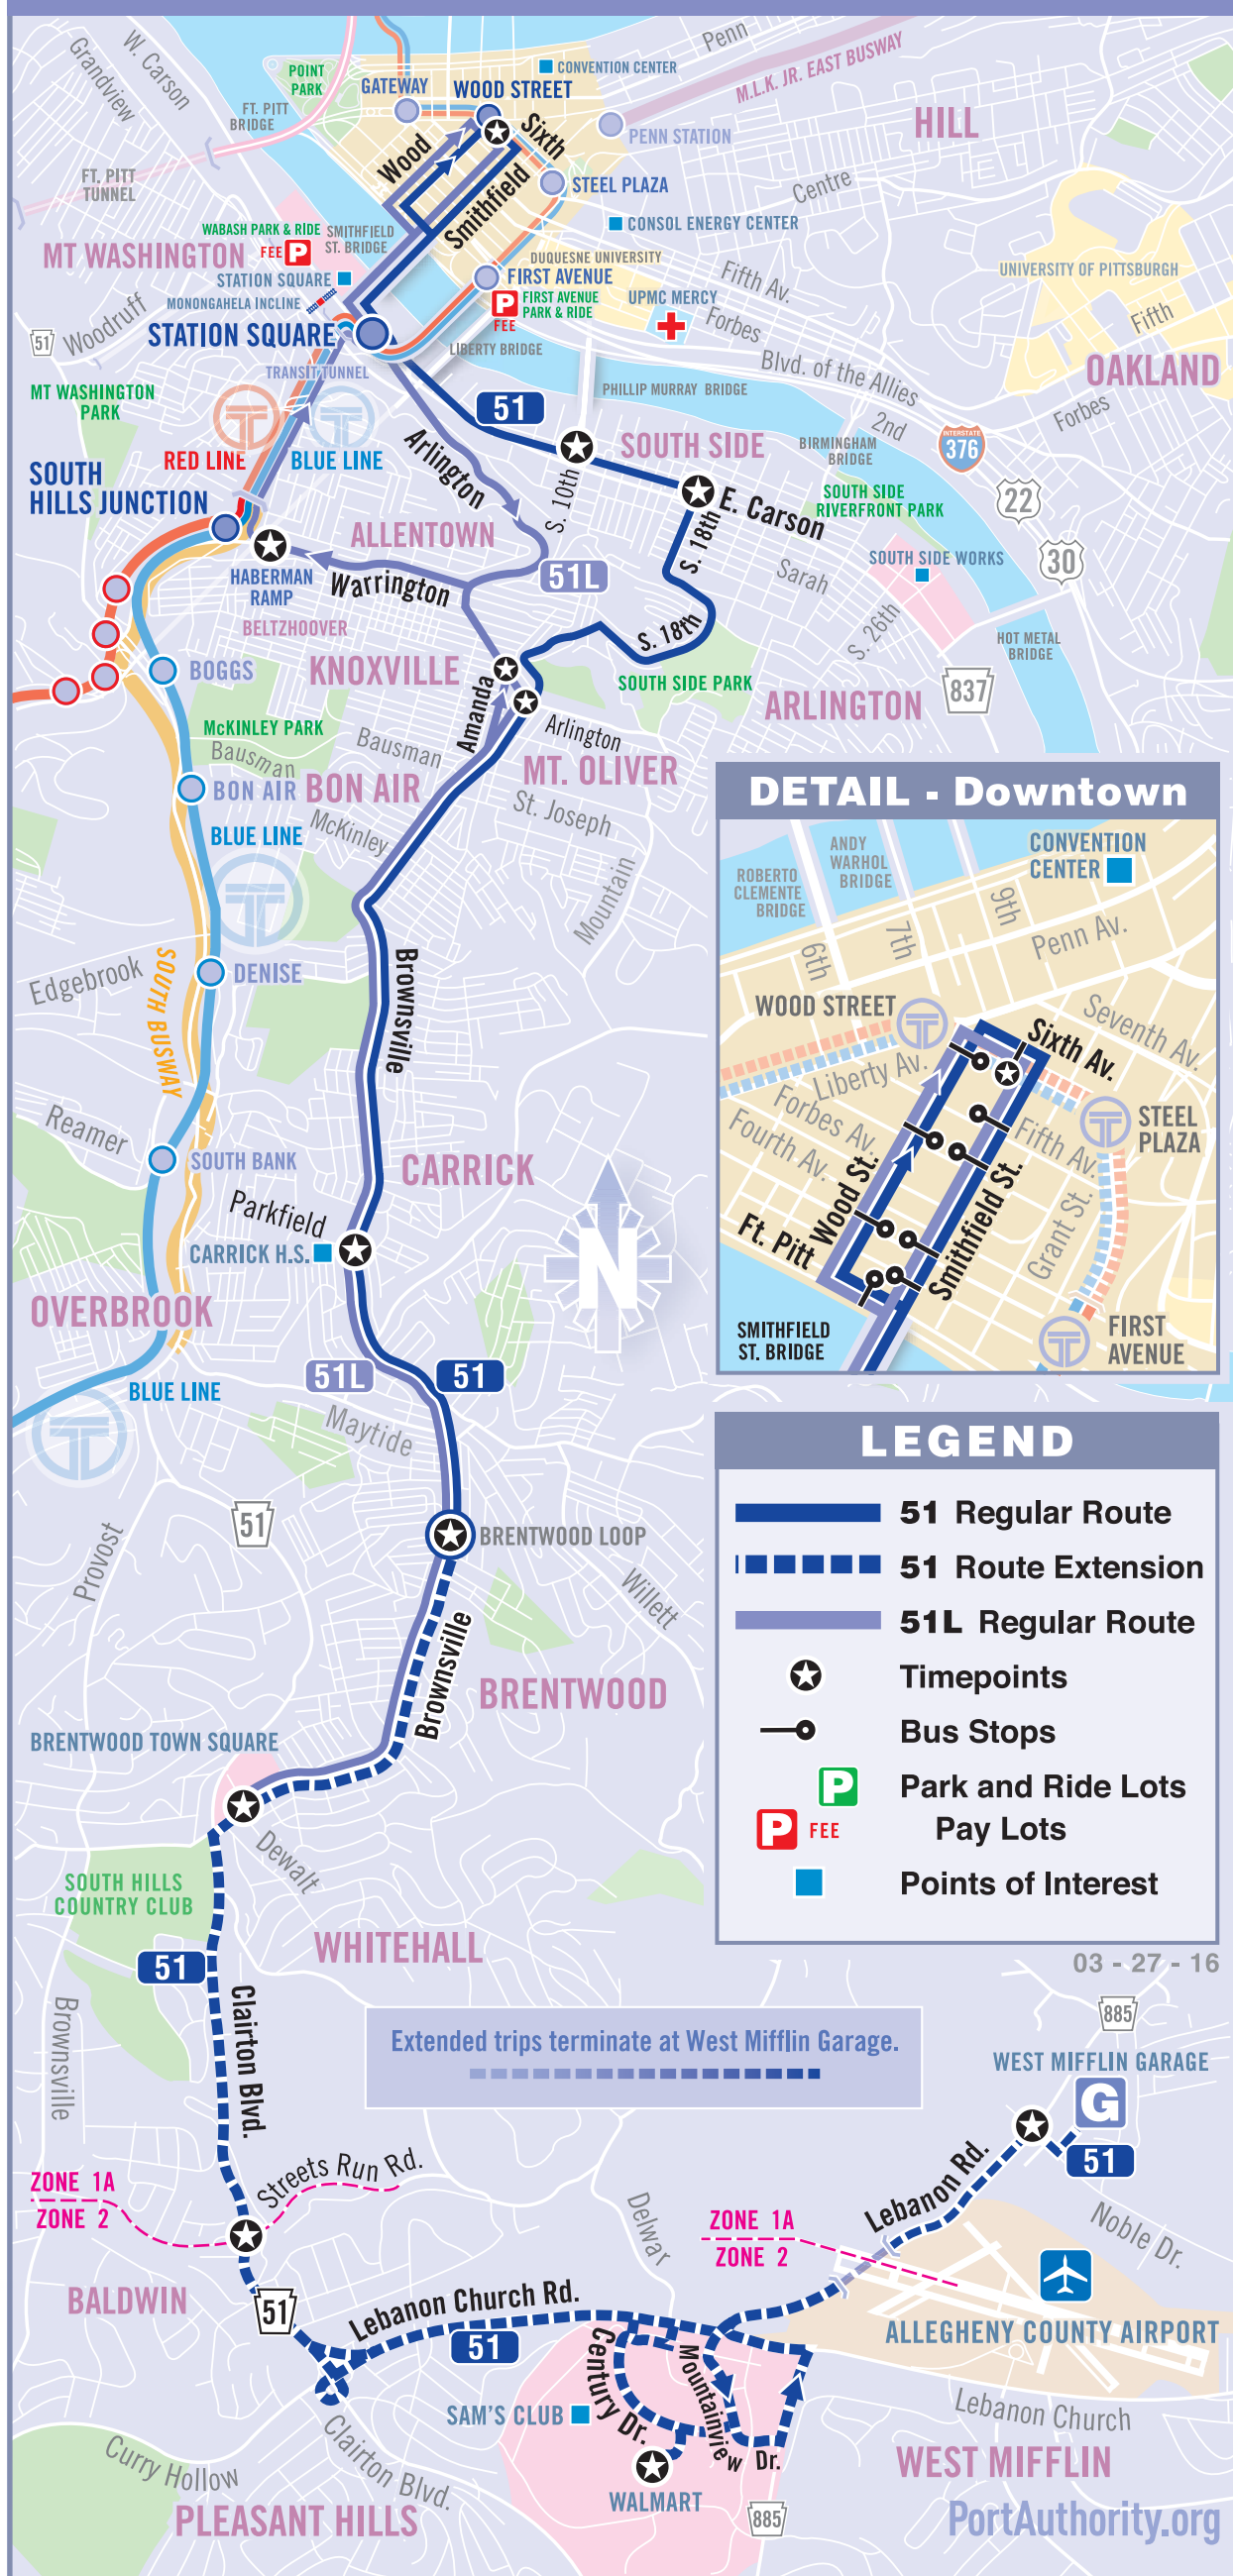 Grandview
W. Carson
Penn
M.L.K. JR. EAST BUSWAY
CONVENTION CENTER
POINT
PARK
GATEWAY
WOOD STREET
FT. PITT
BRIDGE
HILL
PENN STATION
Sixth
Wood
Smithfield
FT. PITT
TUNNEL
STEEL PLAZA
Centre
CONSOL ENERGY CENTER
WABASH PARK & RIDE
FEE P
SMITHFIELD
ST. BRIDGE
MT WASHINGTON
STATION SQUARE
DUQUESNE UNIVERSITY
FIRST AVENUE
P
FEE
FIRST AVENUE
PARK & RIDE
UPMC MERCY
Fifth Av.
Forbes
UNIVERSITY OF PITTSBURGH
Fifth
MONONGAHELA INCLINE
51
Woodruff
STATION SQUARE
LIBERTY BRIDGE
TRANSIT TUNNEL
Blvd. of the Allies
OAKLAND
MT WASHINGTON
PARK
PHILLIP MURRAY BRIDGE
Forbes
2nd
51
RED LINE
BLUE LINE
Arlington
SOUTH SIDE
BIRMINGHAM
BRIDGE
INTERSTATE
376
22
SOUTH
HILLS JUNCTION
S. 10th
E. Carson
SOUTH SIDE
RIVERFRONT PARK
S. 18th
ALLENTOWN
SOUTH SIDE WORKS
30
HABERMAN
RAMP
Warrington
51L
Sarah
BELTZHOOVER
S. 18th
S. 26th
HOT METAL
BRIDGE
BOGGS
KNOXVILLE
SOUTH SIDE PARK
837
ARLINGTON
Amanda
McKINLEY PARK
Bausman
Bausman
Arlington
MT. OLIVER
BON AIR
BON AIR
St. Joseph
McKinley
BLUE LINE
Mountain
Brownsville
Edgebrook
SOUTH BUSWAY
DENISE
Reamer
SOUTH BANK
CARRICK
Parkfield
CARRICK H.S.
N
OVERBROOK
51L
51
BLUE LINE
Maytide
51
Provost
BRENTWOOD LOOP
Willett
Brownsville
BRENTWOOD
BRENTWOOD TOWN SQUARE
Dewalt
SOUTH HILLS
COUNTRY CLUB
WHITEHALL
51
Clairton Blvd.
Brownsville
DETAIL - Downtown
ROBERTO
CLEMENTE
BRIDGE
ANDY
WARHOL
BRIDGE
CONVENTION
CENTER
6th
7th
9th
Penn Av.
WOOD STREET
Sixth Av.
Seventh Av.
Liberty Av.
Forbes Av.
Fourth Av.
Fifth Av.
STEEL
PLAZA
Wood St.
Smithfield St.
Grant St.
Ft. Pitt
SMITHFIELD
ST. BRIDGE
FIRST
AVENUE
LEGEND
51 Regular Route
51 Route Extension
51L Regular Route
Timepoints
Bus Stops
P Park and Ride Lots
P FEE Pay Lots
Points of Interest
03 - 27 - 16
Extended trips terminate at West Mifflin Garage.
885
WEST MIFFLIN GARAGE
G
51
ZONE 1A
ZONE 2
Streets Run Rd.
Delwar
ZONE 1A
ZONE 2
Lebanon Rd.
Noble Dr.
BALDWIN
51
Lebanon Church Rd.
51
ALLEGHENY COUNTY AIRPORT
Century Dr.
Mountainview Dr.
SAM'S CLUB
Lebanon Church
Clairton Blvd.
Curry Hollow
WEST MIFFLIN
WALMART
885
PLEASANT HILLS
PortAuthority.org